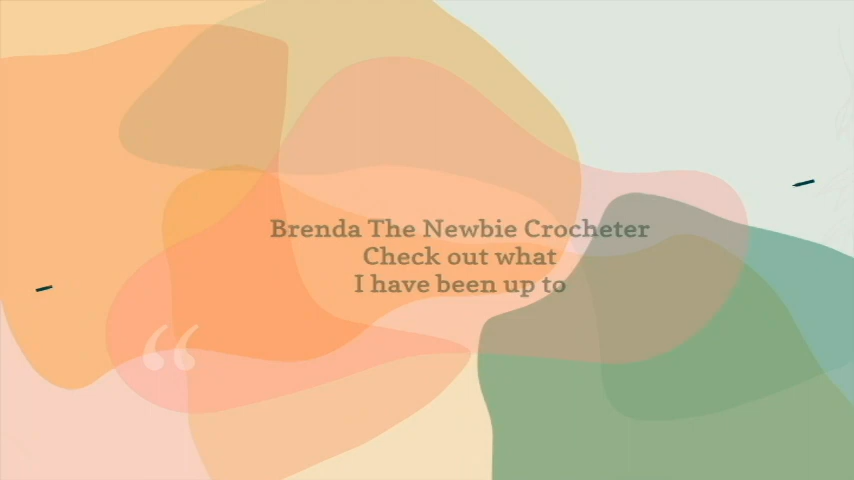 Brenda The Newbie Crocheter
Check out what
I have been up to
“